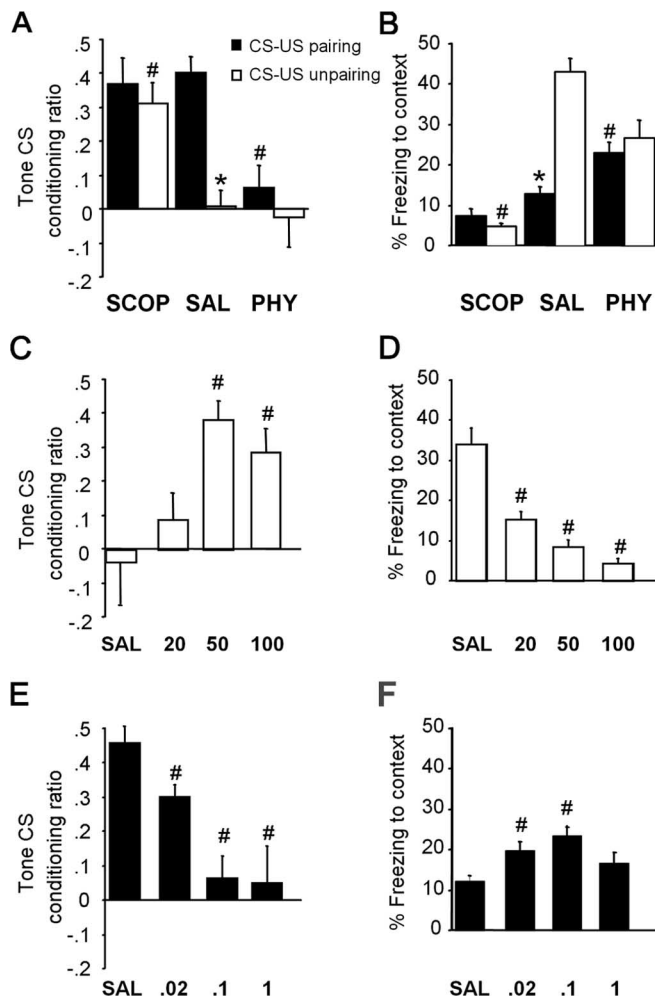 A
Tone CS
conditioning ratio
.5
.4
.3
.2
.1
0
-.1
-.2
CS-US pairing
CS-US unpairing
#
*
#
SCOP SAL PHY
B
% Freezing to context
50
40
30
20
10
0
#
*
#
SCOP SAL PHY
C
Tone CS
conditioning ratio
.5
.4
.3
.2
.1
0
-.1
-.2
#
#
SAL 20 50 100
D
% Freezing to context
50
40
30
20
10
0
#
#
#
SAL 20 50 100
E
Tone CS
conditioning ratio
.5
.4
.3
.2
.1
0
-.1
-.2
#
#
#
SAL .02 .1 1
F
% Freezing to context
50
40
30
20
10
0
#
#
SAL .02 .1 1